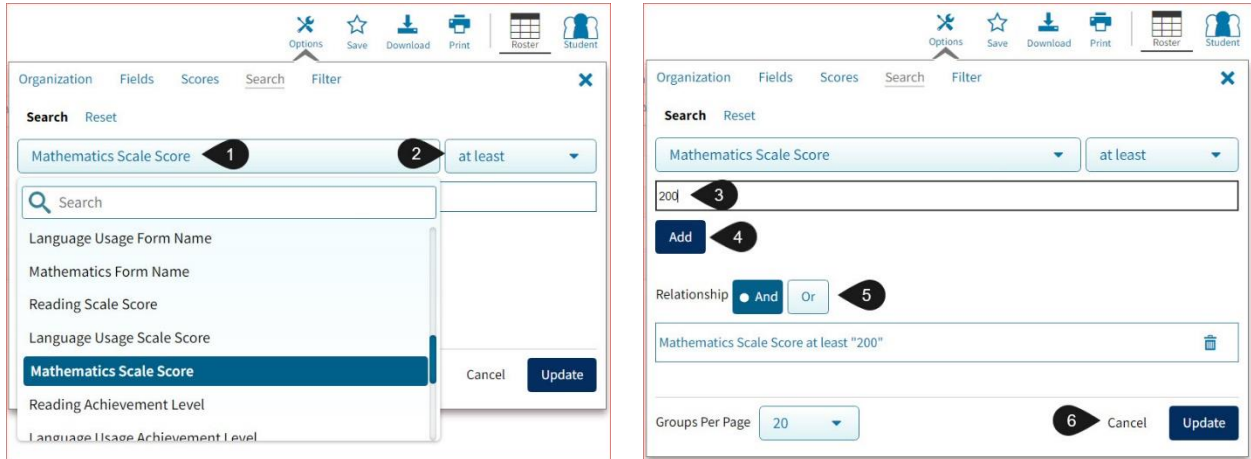 Options Save Download Print Roster Student
Organization Fields Scores Search Filter
Search Reset
Mathematics Scale Score 1 2 at least
Search
Language Usage Form Name
Mathematics Form Name
Reading Scale Score
Language Usage Scale Score
Mathematics Scale Score
Reading Achievement Level
Language Usage Achievement Level
Cancel Update
Options Save Download Print Roster Student
Organization Fields Scores Search Filter
Search Reset
Mathematics Scale Score at least
200 3
Add 4
Relationship And Or 5
Mathematics Scale Score at least "200"
Groups Per Page 20 6 Cancel Update